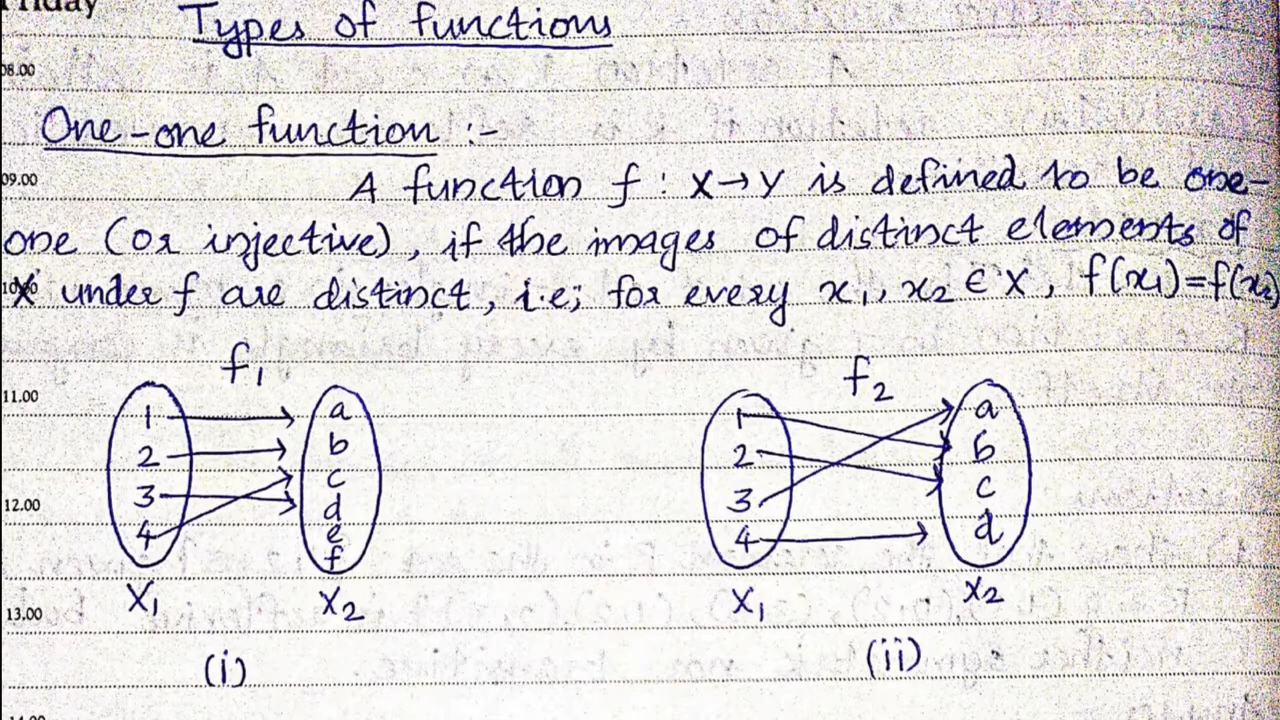 Friday
Types of functions
08.00
One-one function :-
09.00
A function f : X→Y is defined to be one-
one (or injective), if the images of distinct elements of
10.00
X under f are distinct, i.e; for every x₁, x₂ ∈ X, f(x₁)=f(x₂)
f₁
f₂
11.00
1 a 1 a
2 b 2 b
3 c 3 c
12.00
4 d 4 d
e
f
X₁ X₂ X₁ X₂
13.00
(i) (ii)
14.00